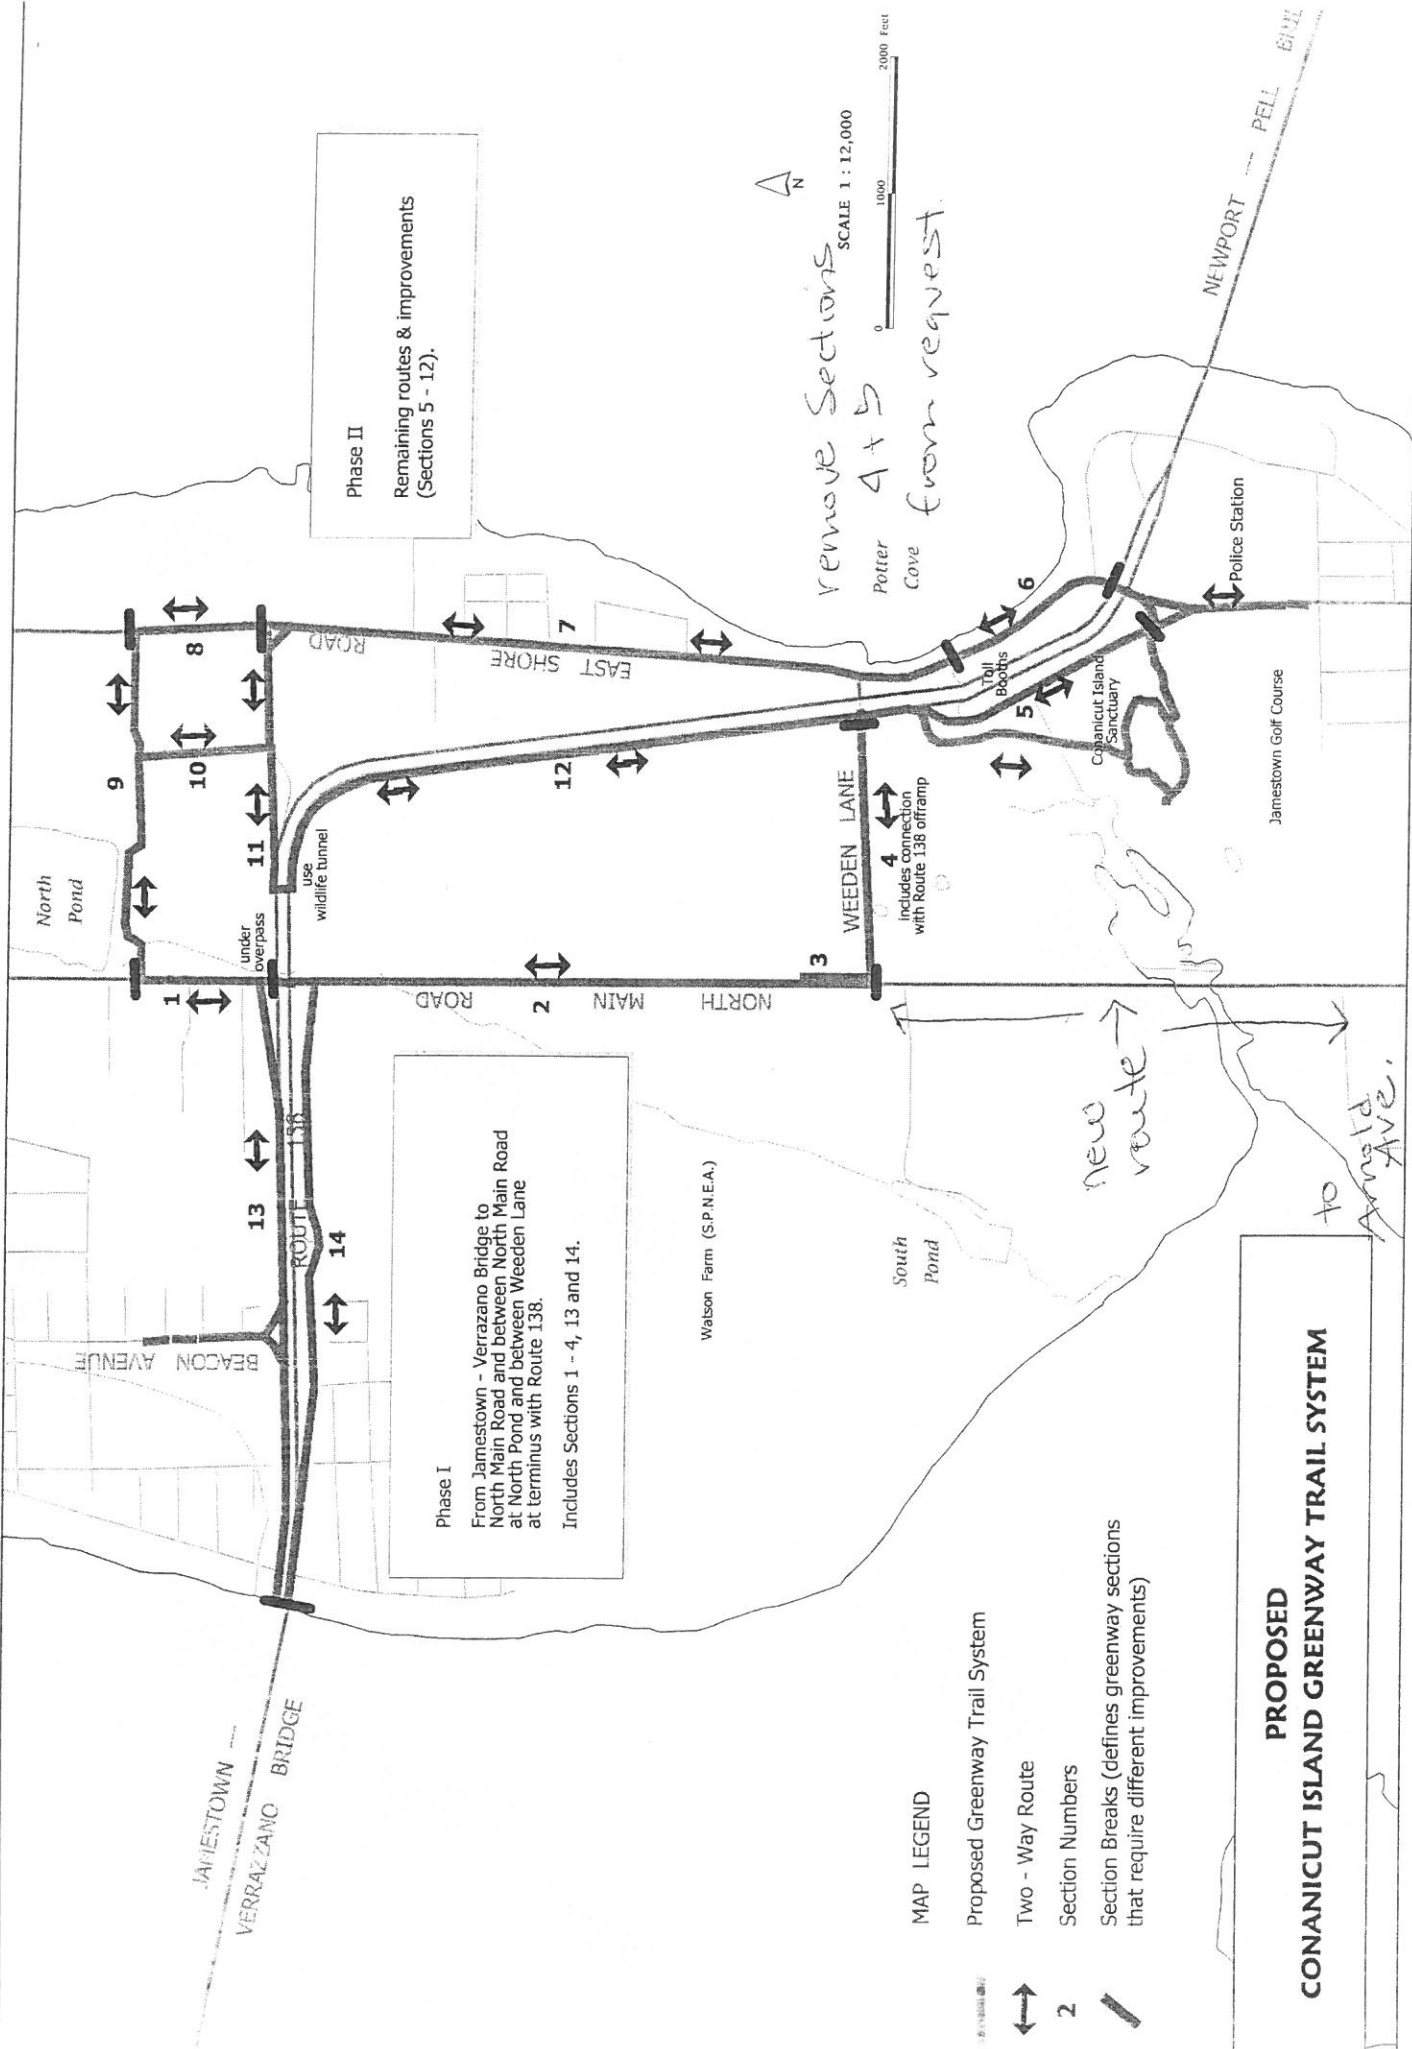 JAMESTOWN ---
VERRAZZANO BRIDGE
BEACON AVENUE
13
ROUTE 138
14
1
under
overpass
North
Pond
9
10
11
8
use
wildlife tunnel
2
NORTH MAIN ROAD
3
EAST SHORE ROAD
7
12
WEEDEN LANE
4
includes connection
with Route 138 offramp
Phase I
From Jamestown - Verrazano Bridge to
North Main Road and between North Main Road
at North Pond and between Weeden Lane
at terminus with Route 138.
Includes Sections 1 - 4, 13 and 14.
Phase II
Remaining routes & improvements
(Sections 5 - 12).
Watson Farm (S.P.N.E.A.)
South
Pond
new
route →
to
Arnold
Ave.
remove Sections
4 + 5
from request.
Potter
Cove
N
SCALE 1 : 12,000
0 1000 2000 Feet
6
Toll
Booths
5
Conanicut Island
Sanctuary
Police Station
Jamestown Golf Course
NEWPORT --- PELL
MAP LEGEND
Proposed Greenway Trail System
Two - Way Route
2 Section Numbers
Section Breaks (defines greenway sections
that require different improvements)
PROPOSED
CONANICUT ISLAND GREENWAY TRAIL SYSTEM